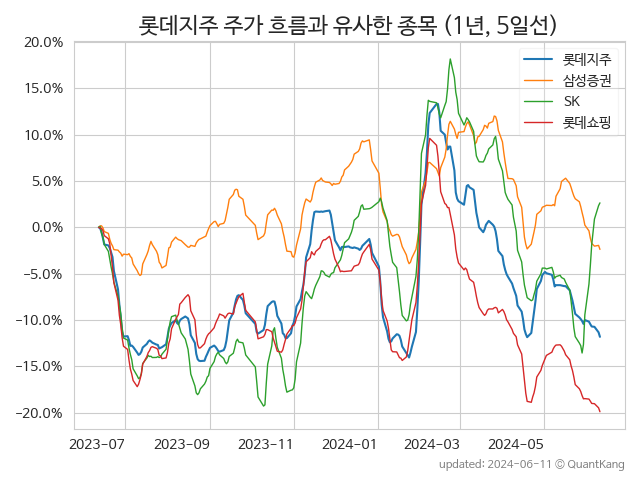 롯데지주 주가 흐름과 유사한 종목 (1년, 5일선)
20.0%
15.0%
10.0%
5.0%
0.0%
−5.0%
−10.0%
−15.0%
−20.0%
롯데지주
삼성증권
SK
롯데쇼핑
2023-07
2023-09
2023-11
2024-01
2024-03
2024-05
updated: 2024-06-11 © QuantKang